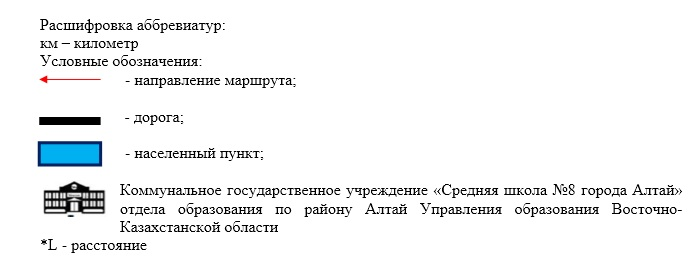 Расшифровка аббревиатур:
км – километр
Условные обозначения:
- направление маршрута;
- дорога;
- населенный пункт;
Коммунальное государственное учреждение «Средняя школа №8 города Алтай»
отдела образования по району Алтай Управления образования Восточно-
Казахстанской области
*L - расстояние